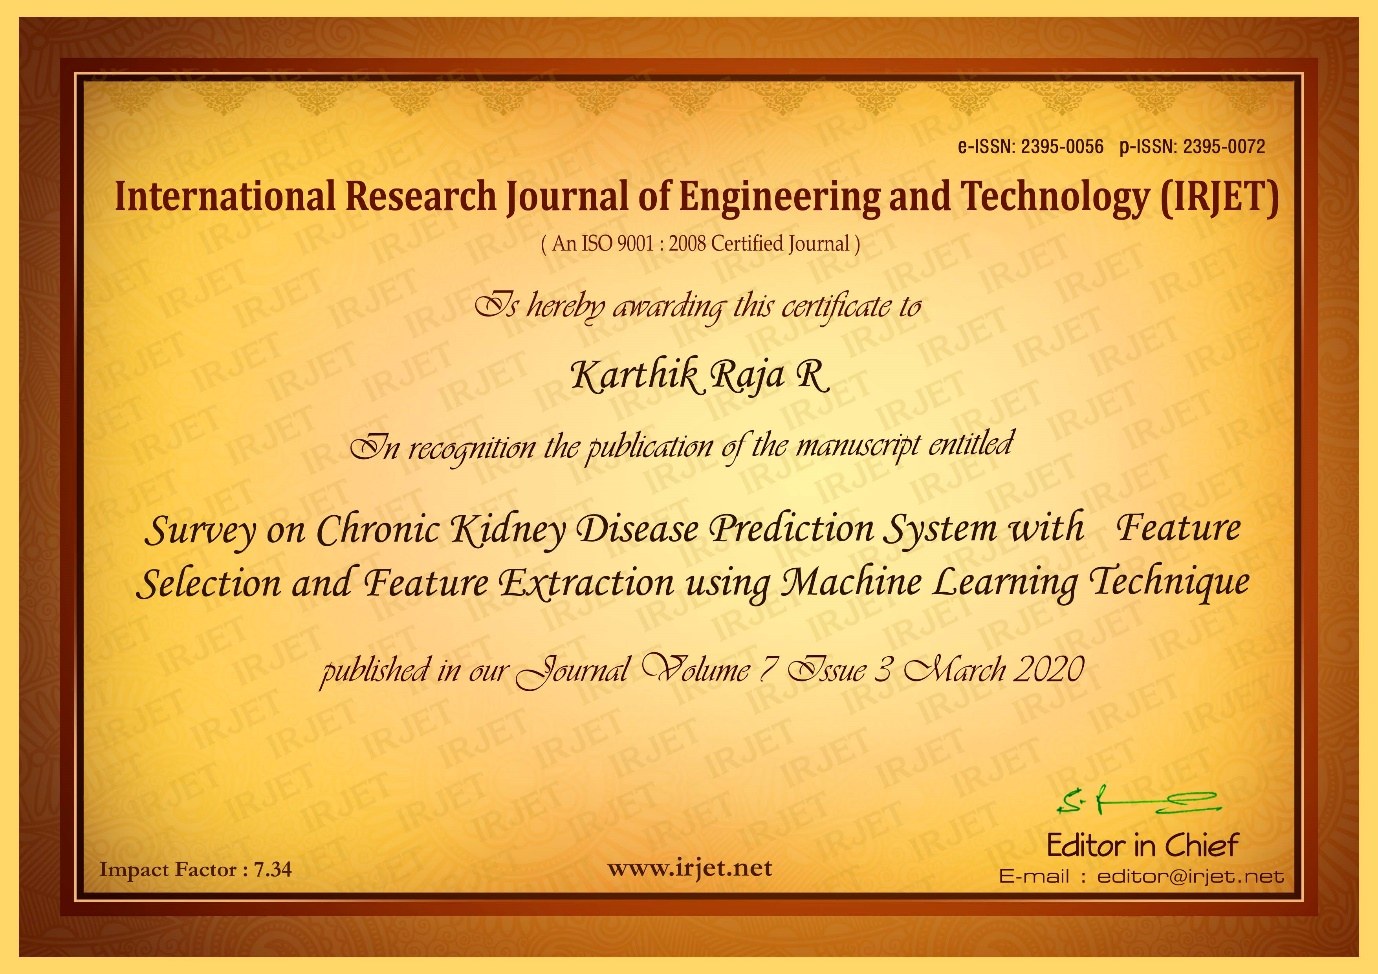 e-ISSN: 2395-0056 p-ISSN: 2395-0072
International Research Journal of Engineering and Technology (IRJET)
( An ISO 9001 : 2008 Certified Journal )
Is hereby awarding this certificate to
Karthik Raja R
In recognition the publication of the manuscript entitled
Survey on Chronic Kidney Disease Prediction System with Feature
Selection and Feature Extraction using Machine Learning Technique
published in our Journal Volume 7 Issue 3 March 2020
Editor in Chief
Impact Factor : 7.34
www.irjet.net
E-mail : editor@irjet.net